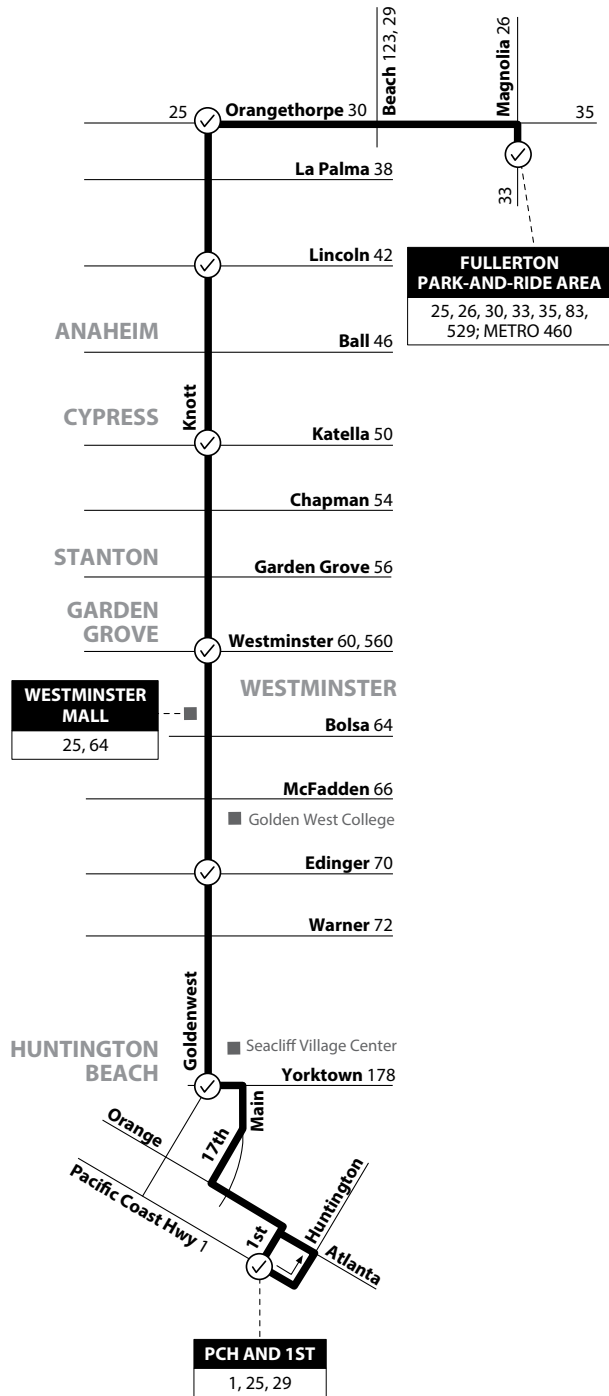 Beach 123, 29
Magnolia 26
25
Orangethorpe 30
35
La Palma 38
33
Lincoln 42
FULLERTON
PARK-AND-RIDE AREA
25, 26, 30, 33, 35, 83,
529; METRO 460
ANAHEIM
Ball 46
Knott
CYPRESS
Katella 50
Chapman 54
STANTON
Garden Grove 56
GARDEN
GROVE
Westminster 60, 560
WESTMINSTER
WESTMINSTER
MALL
25, 64
Bolsa 64
McFadden 66
Golden West College
Edinger 70
Warner 72
Goldenwest
Seacliff Village Center
HUNTINGTON
BEACH
Yorktown 178
Main
Orange
17th
Pacific Coast Hwy 1
1st
Huntington
Atlanta
PCH AND 1ST
1, 25, 29